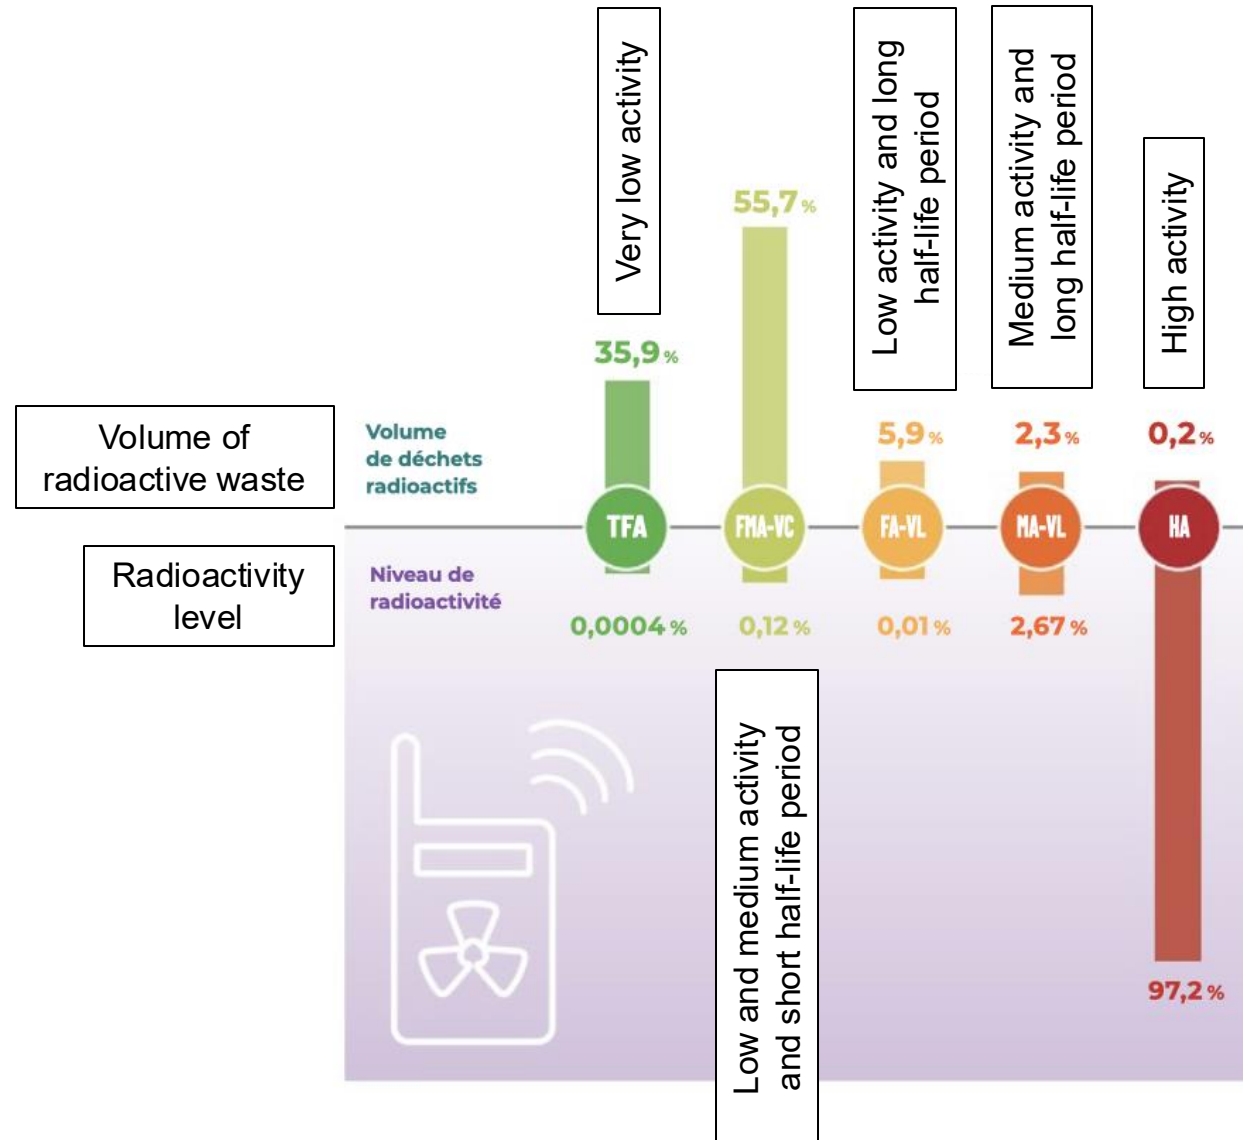 Very low activity
Low activity and long
half-life period
Medium activity and
long half-life period
High activity
55,7 %
35,9 %
5,9 %
2,3 %
0,2 %
Volume of
radioactive waste
Volume
de déchets
radioactifs
TFA
FMA-VC
FA-VL
MA-VL
HA
Radioactivity
level
Niveau de
radioactivité
0,0004 %
0,12 %
0,01 %
2,67 %
97,2 %
Low and medium activity
and short half-life period